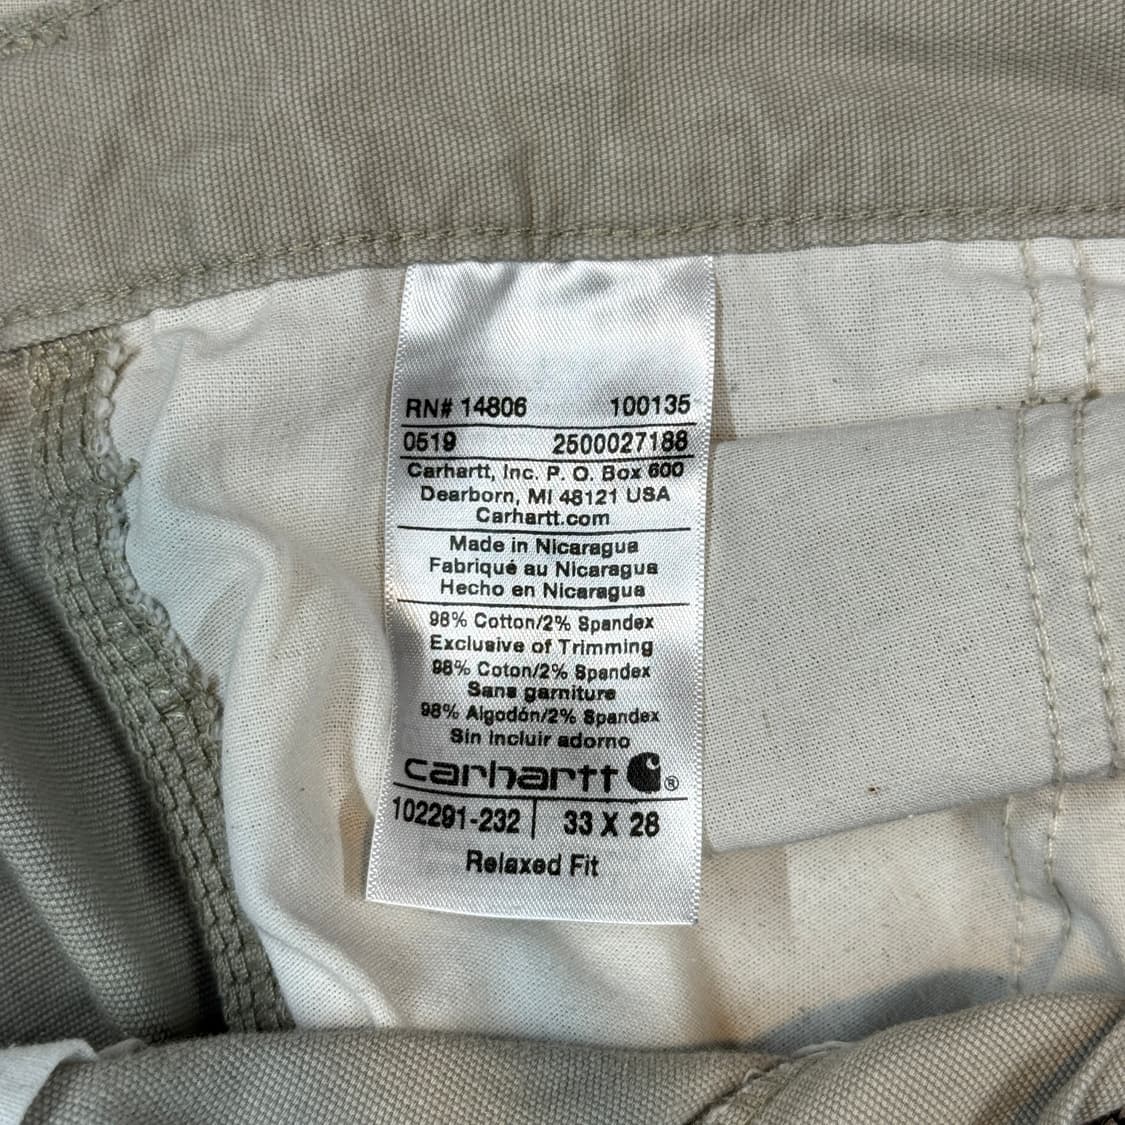 RN# 14806 100135
0519 2500027188
Carhartt, Inc. P. O. Box 600
Dearborn, MI 48121 USA
Carhartt.com
Made in Nicaragua
Fabriqué au Nicaragua
Hecho en Nicaragua
98% Cotton/2% Spandex
Exclusive of Trimming
98% Coton/2% Spandex
Sans garniture
98% Algodón/2% Spandex
Sin incluir adorno
carhartt ®
102291-232 | 33 X 28
Relaxed Fit